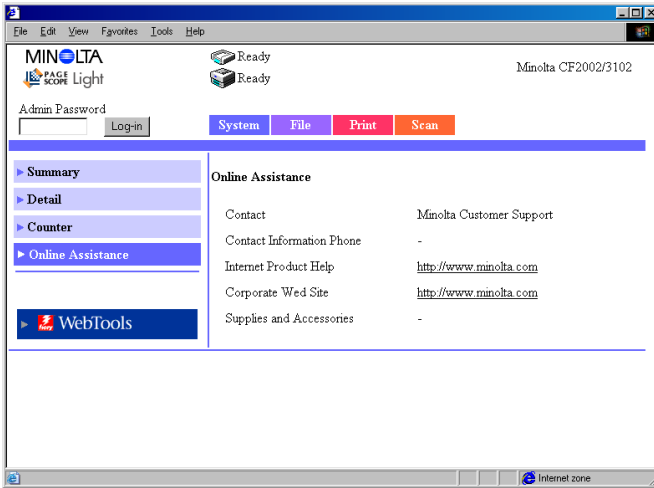 File Edit View Favorites Tools Help
MINOLTA
PAGE SCOPE Light
Ready
Ready
Minolta CF2002/3102
Admin Password
Log-in
System File Print Scan
Summary
Detail
Counter
Online Assistance
WebTools
Online Assistance
Contact Minolta Customer Support
Contact Information Phone -
Internet Product Help http://www.minolta.com
Corporate Wed Site http://www.minolta.com
Supplies and Accessories -
Internet zone